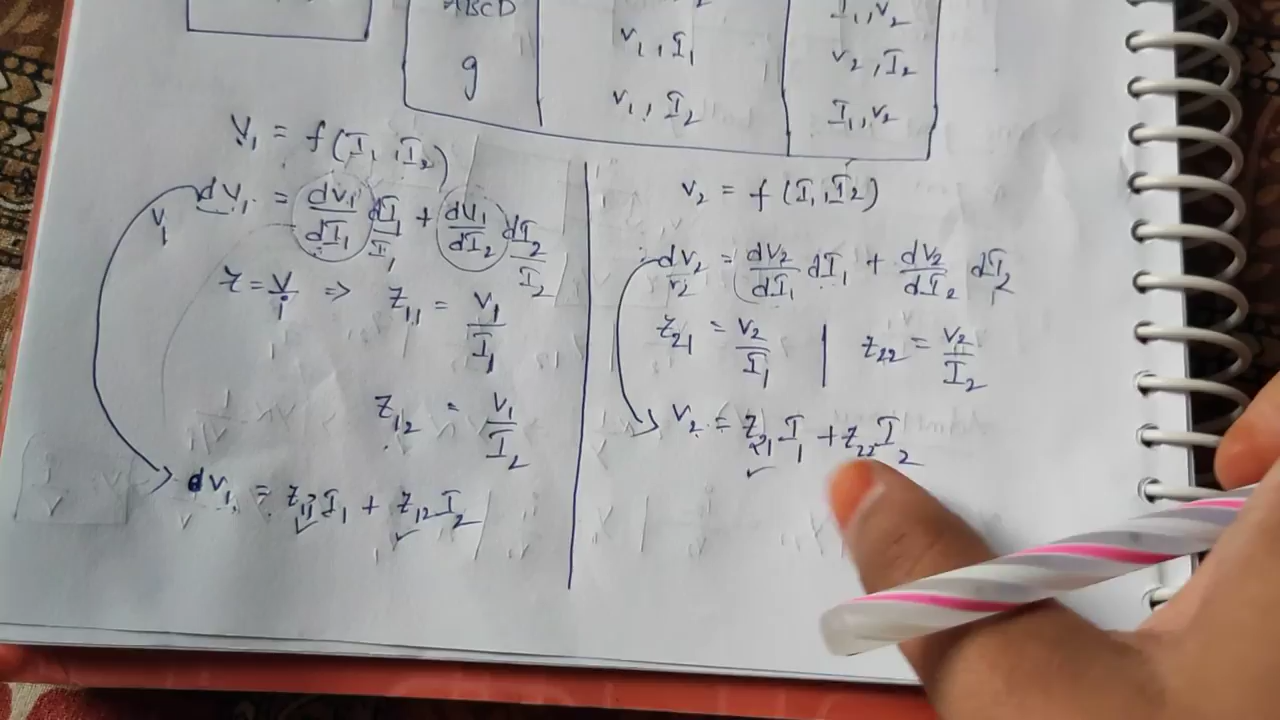 ABCD
I1, V2
V1, I1
V2, I2
g
V1, I2
I1, V2
V1 = f(I1, I2)
dV1 = dV1/dI1 dI1 + dV1/dI2 dI2
V1 I1 I2
z = V/i ⇒ z11 = V1/I1
z12 = V1/I2
dV1 = z11 I1 + z12 I2
V2 = f(I1, I2)
dV2 = dV2/dI1 dI1 + dV2/dI2 dI2
V2
z21 = V2/I1 | z22 = V2/I2
V2 = z21 I1 + z22 I2